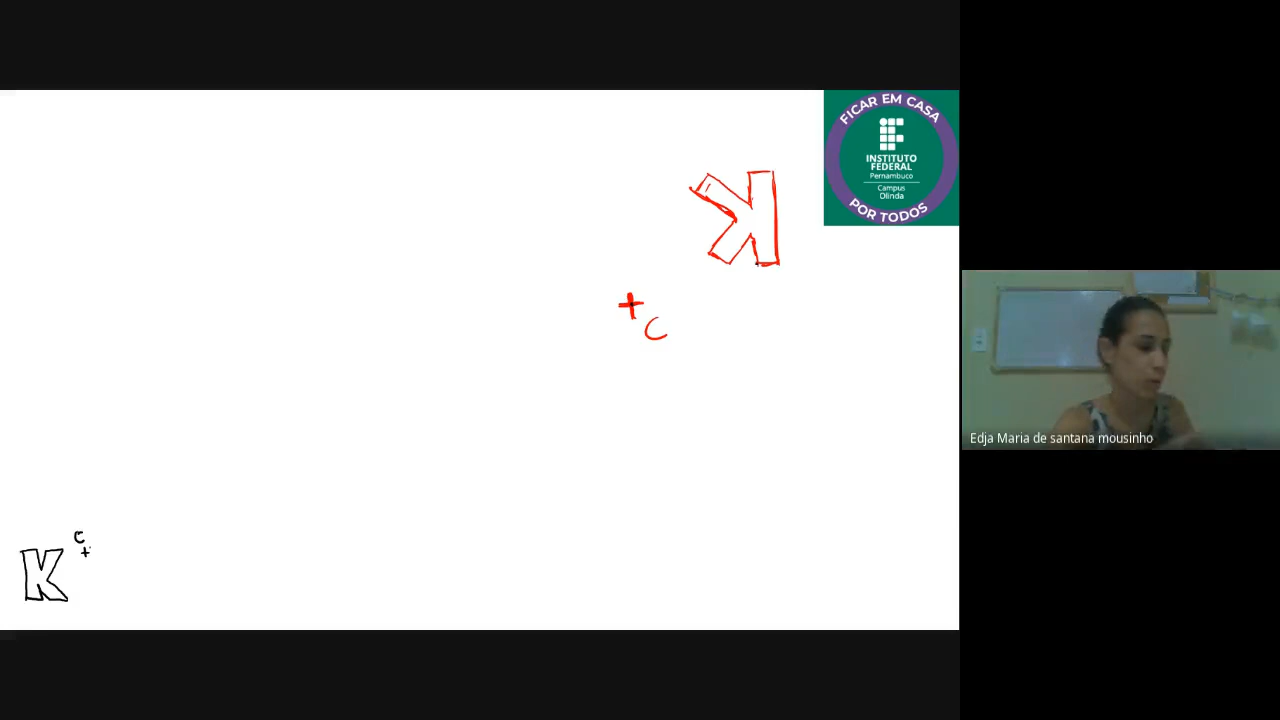 FICAR EM CASA
INSTITUTO
FEDERAL
Pernambuco
Campus
Olinda
POR TODOS
K
C
Edja Maria de santana mousinho
C
K